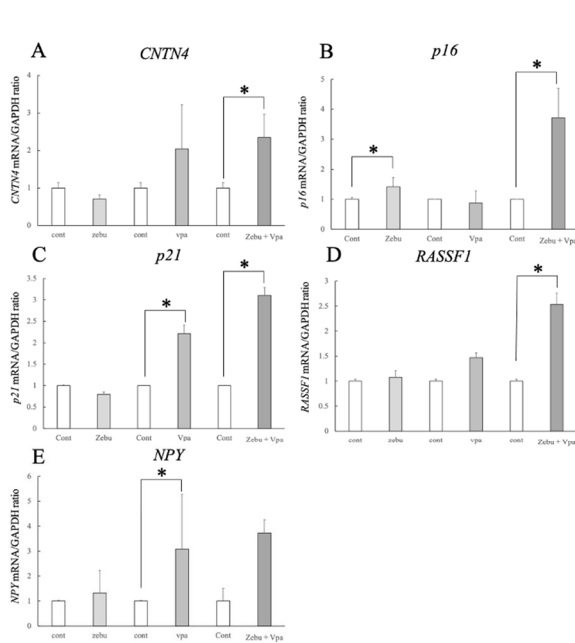 A
CNTN4
CNTN4 mRNA/GAPDH ratio
4
3
2
1
0
*
cont zebu cont vpa cont Zebu + Vpa
B
p16
p16 mRNA/GAPDH ratio
5
4
3
2
1
0
*
*
Cont Zebu Cont Vpa Cont Zebu + Vpa
C
p21
p21 mRNA/GAPDH ratio
3.5
3
2.5
2
1.5
1
0.5
0
*
*
Cont Zebu Cont Vpa Cont Zebu + Vpa
D
RASSF1
RASSF1 mRNA/GAPDH ratio
3
2.5
2
1.5
1
0.5
0
*
cont zebu cont vpa cont Zebu + Vpa
E
NPY
NPY mRNA/GAPDH ratio
6
5
4
3
2
1
0
*
cont zebu cont vpa Cont Zebu + Vpa